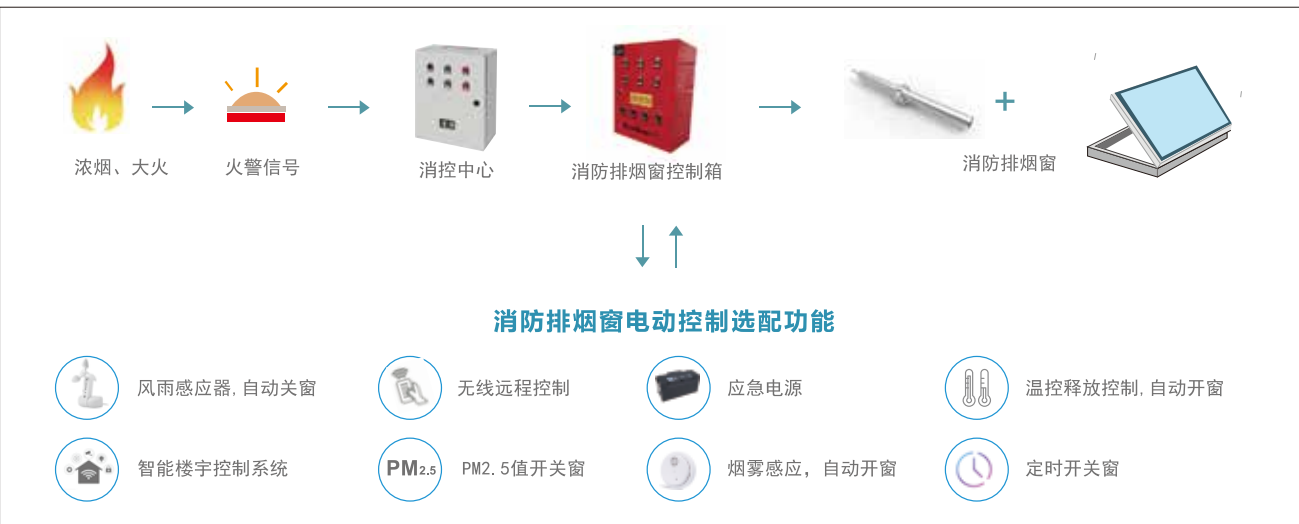 浓烟、大火
火警信号
消控中心
消防排烟窗控制箱
消防排烟窗
消防排烟窗电动控制选配功能
风雨感应器,自动关窗
无线远程控制
应急电源
温控释放控制,自动开窗
智能楼宇控制系统
PM2.5
PM2.5值开关窗
烟雾感应，自动开窗
定时开关窗